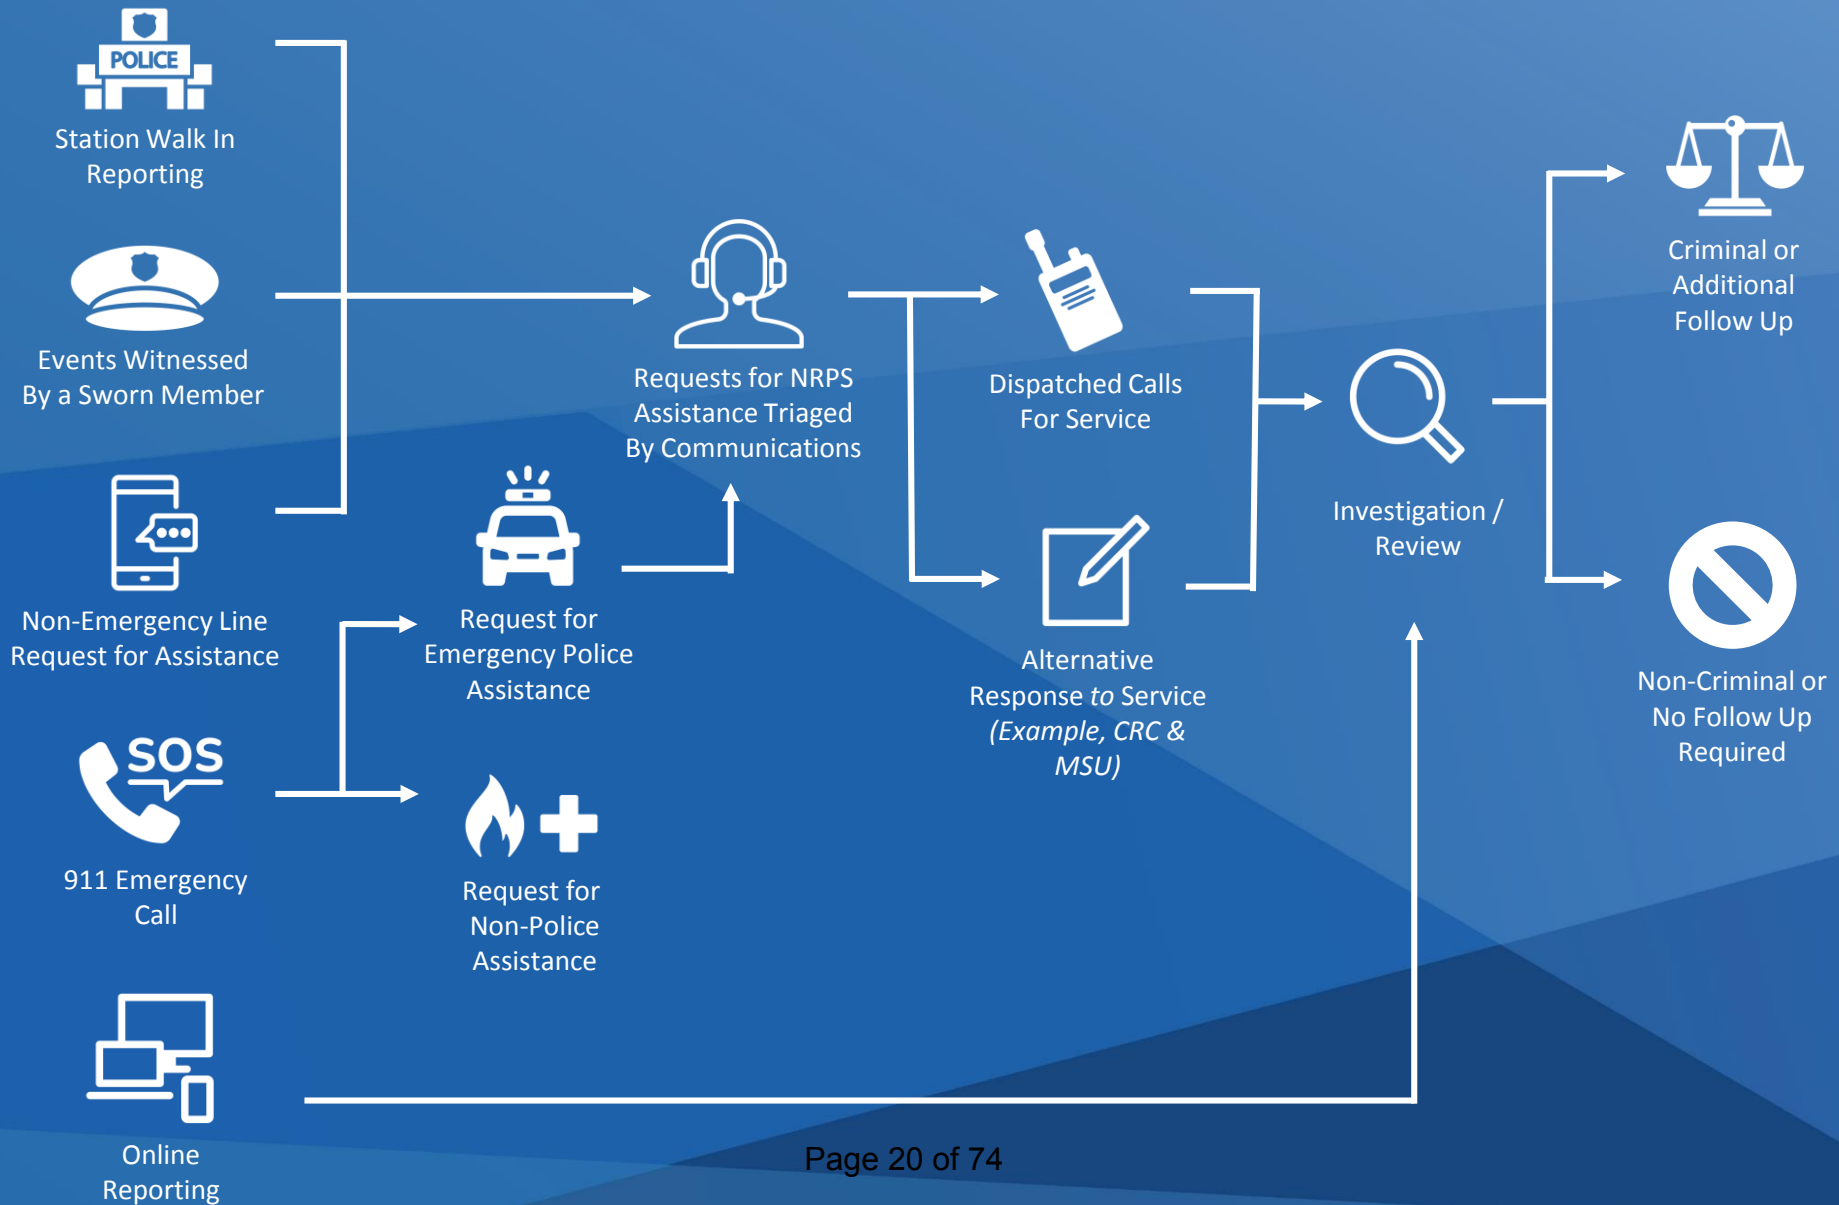 POLICE
Station Walk In
Reporting
Events Witnessed
By a Sworn Member
Non-Emergency Line
Request for Assistance
SOS
911 Emergency
Call
Online
Reporting
Request for
Emergency Police
Assistance
Request for
Non-Police
Assistance
Requests for NRPS
Assistance Triaged
By Communications
Dispatched Calls
For Service
Alternative
Response to Service
(Example, CRC &
MSU)
Investigation /
Review
Criminal or
Additional
Follow Up
Non-Criminal or
No Follow Up
Required
Page 20 of 74